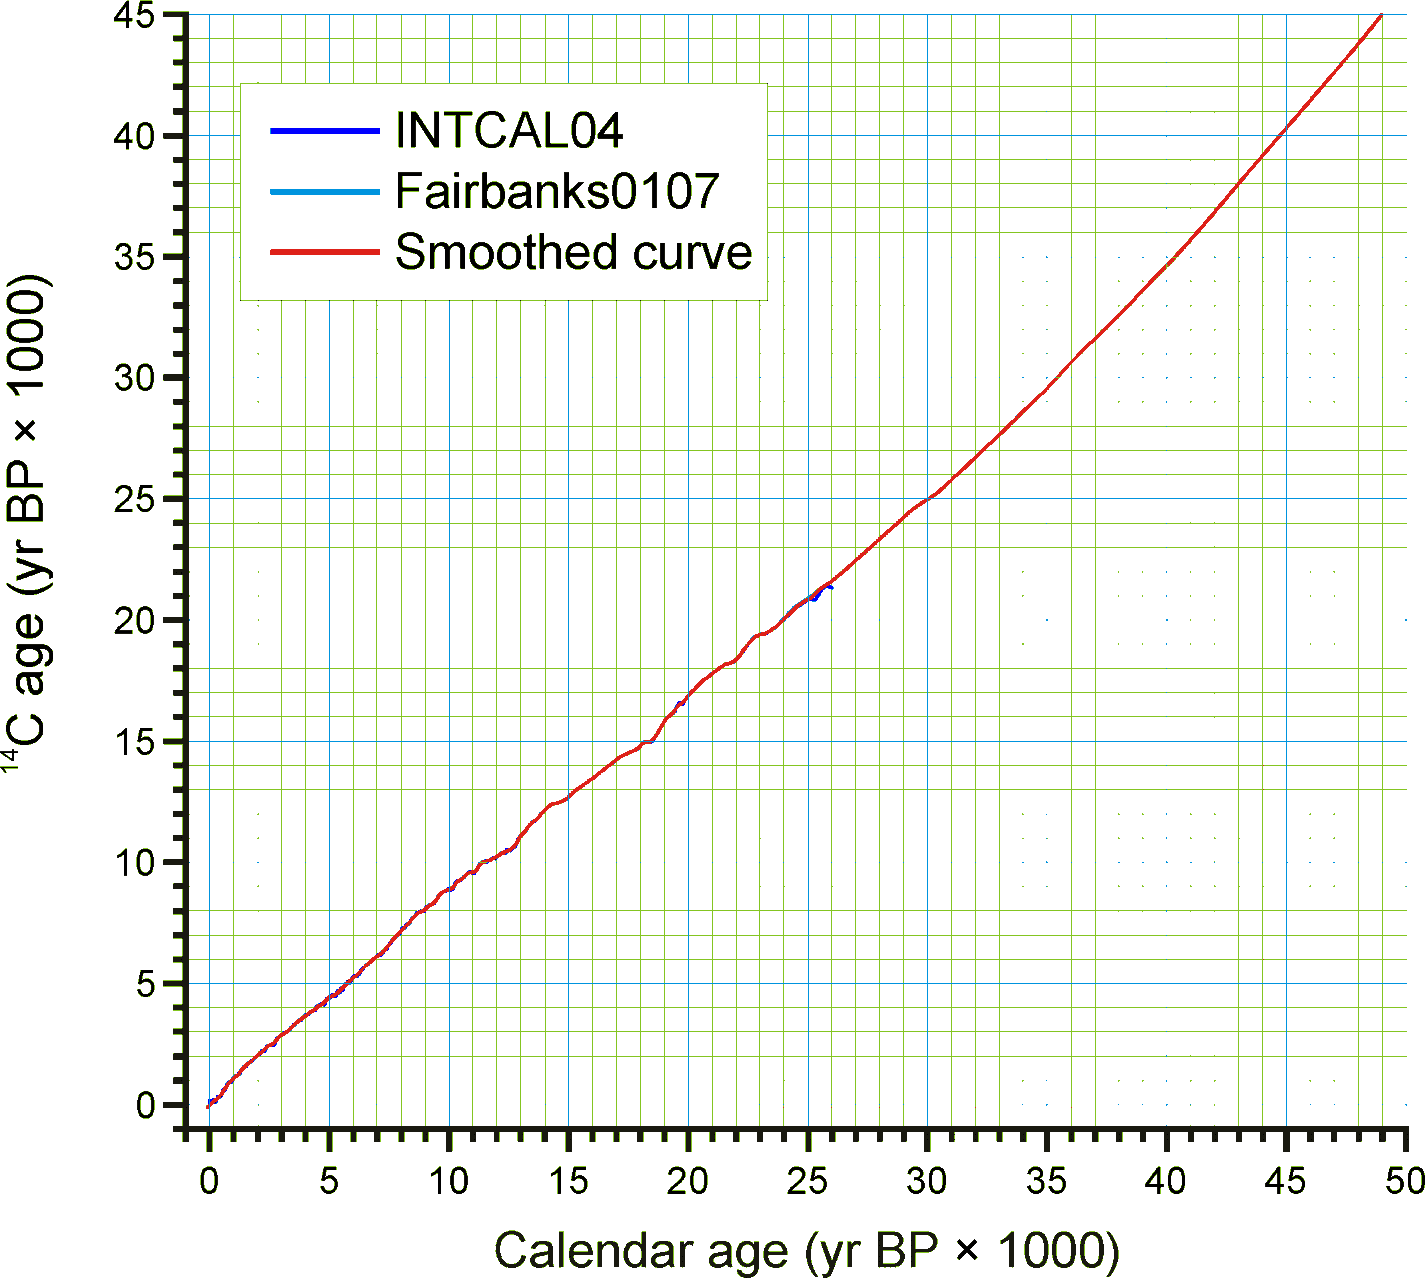 45
40
35
30
25
20
15
10
5
0
¹⁴C age (yr BP × 1000)
INTCAL04
Fairbanks0107
Smoothed curve
0 5 10 15 20 25 30 35 40 45 50
Calendar age (yr BP × 1000)